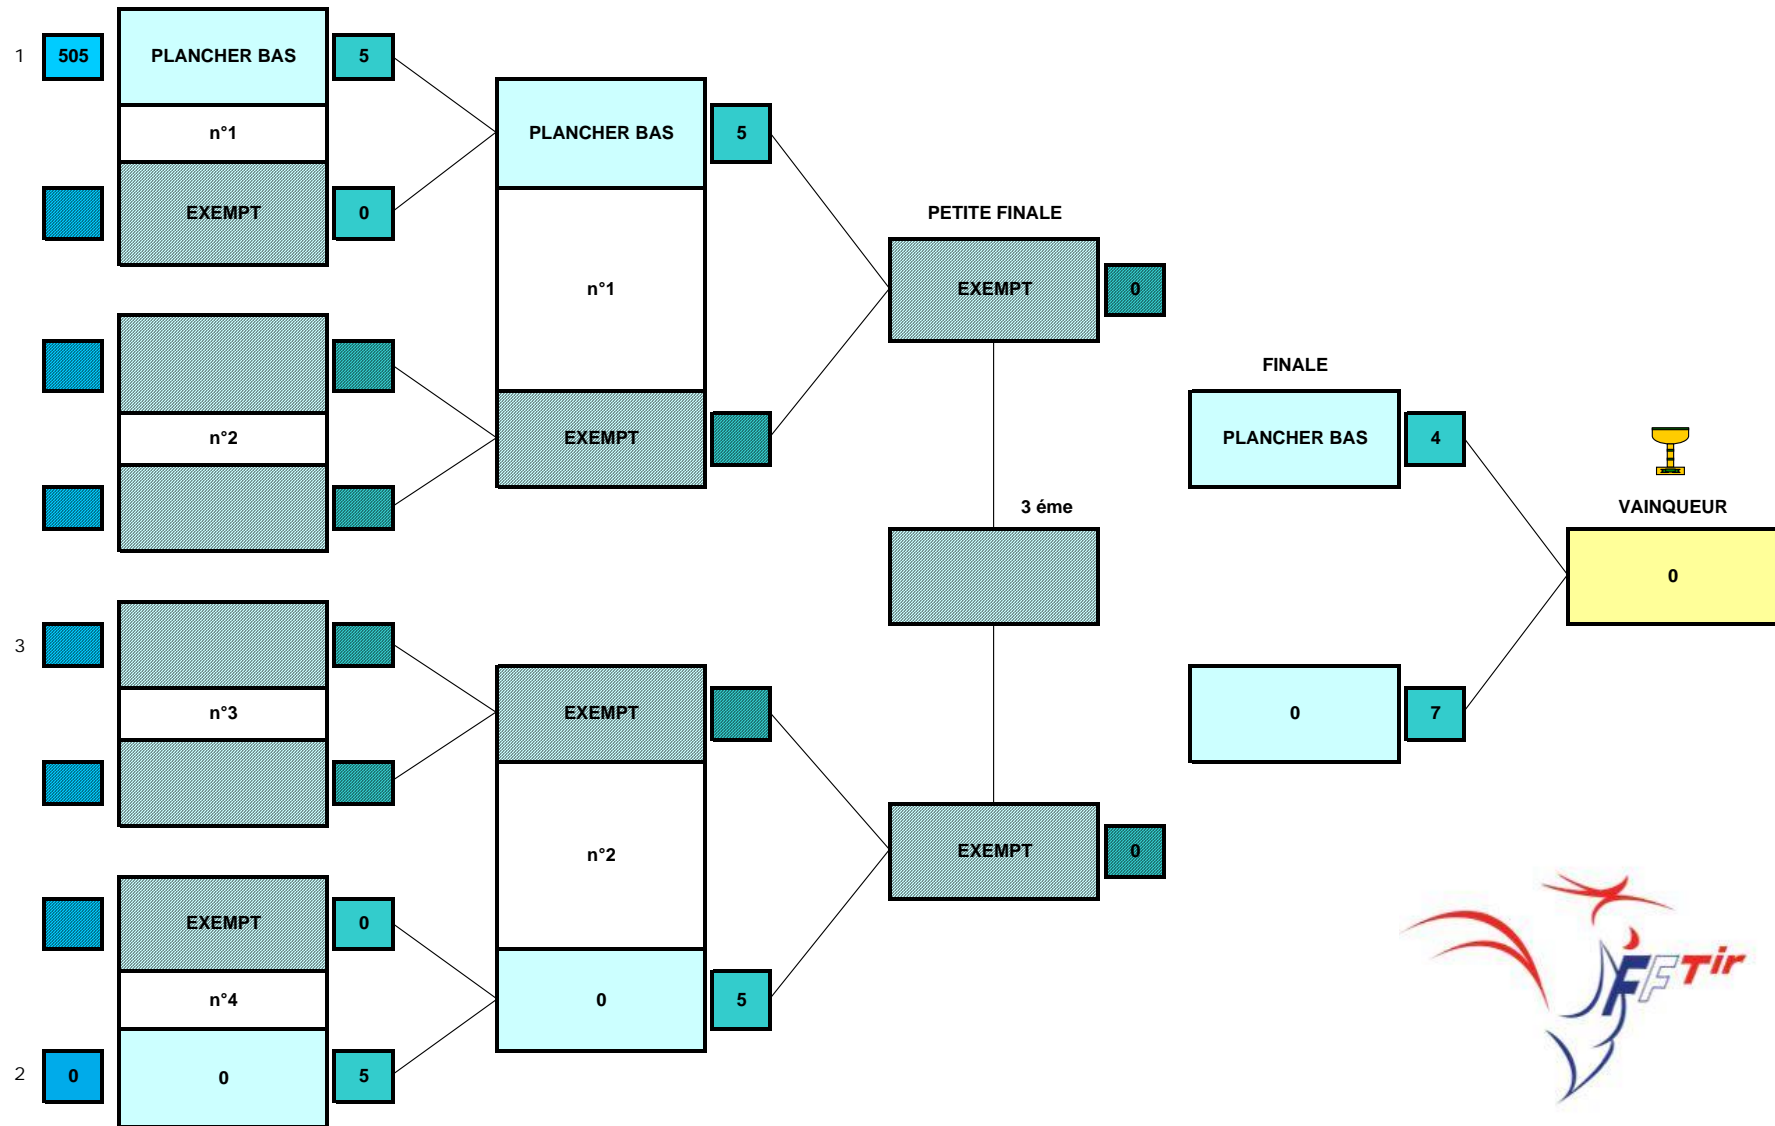 1 505 PLANCHER BAS 5
n°1
EXEMPT 0
n°2
3
n°3
EXEMPT 0
n°4
2 0 0 5
PLANCHER BAS 5
n°1
EXEMPT
EXEMPT
n°2
0 5
PETITE FINALE
EXEMPT 0
3 éme
EXEMPT 0
FINALE
PLANCHER BAS 4
0 7
VAINQUEUR
0
FFTir